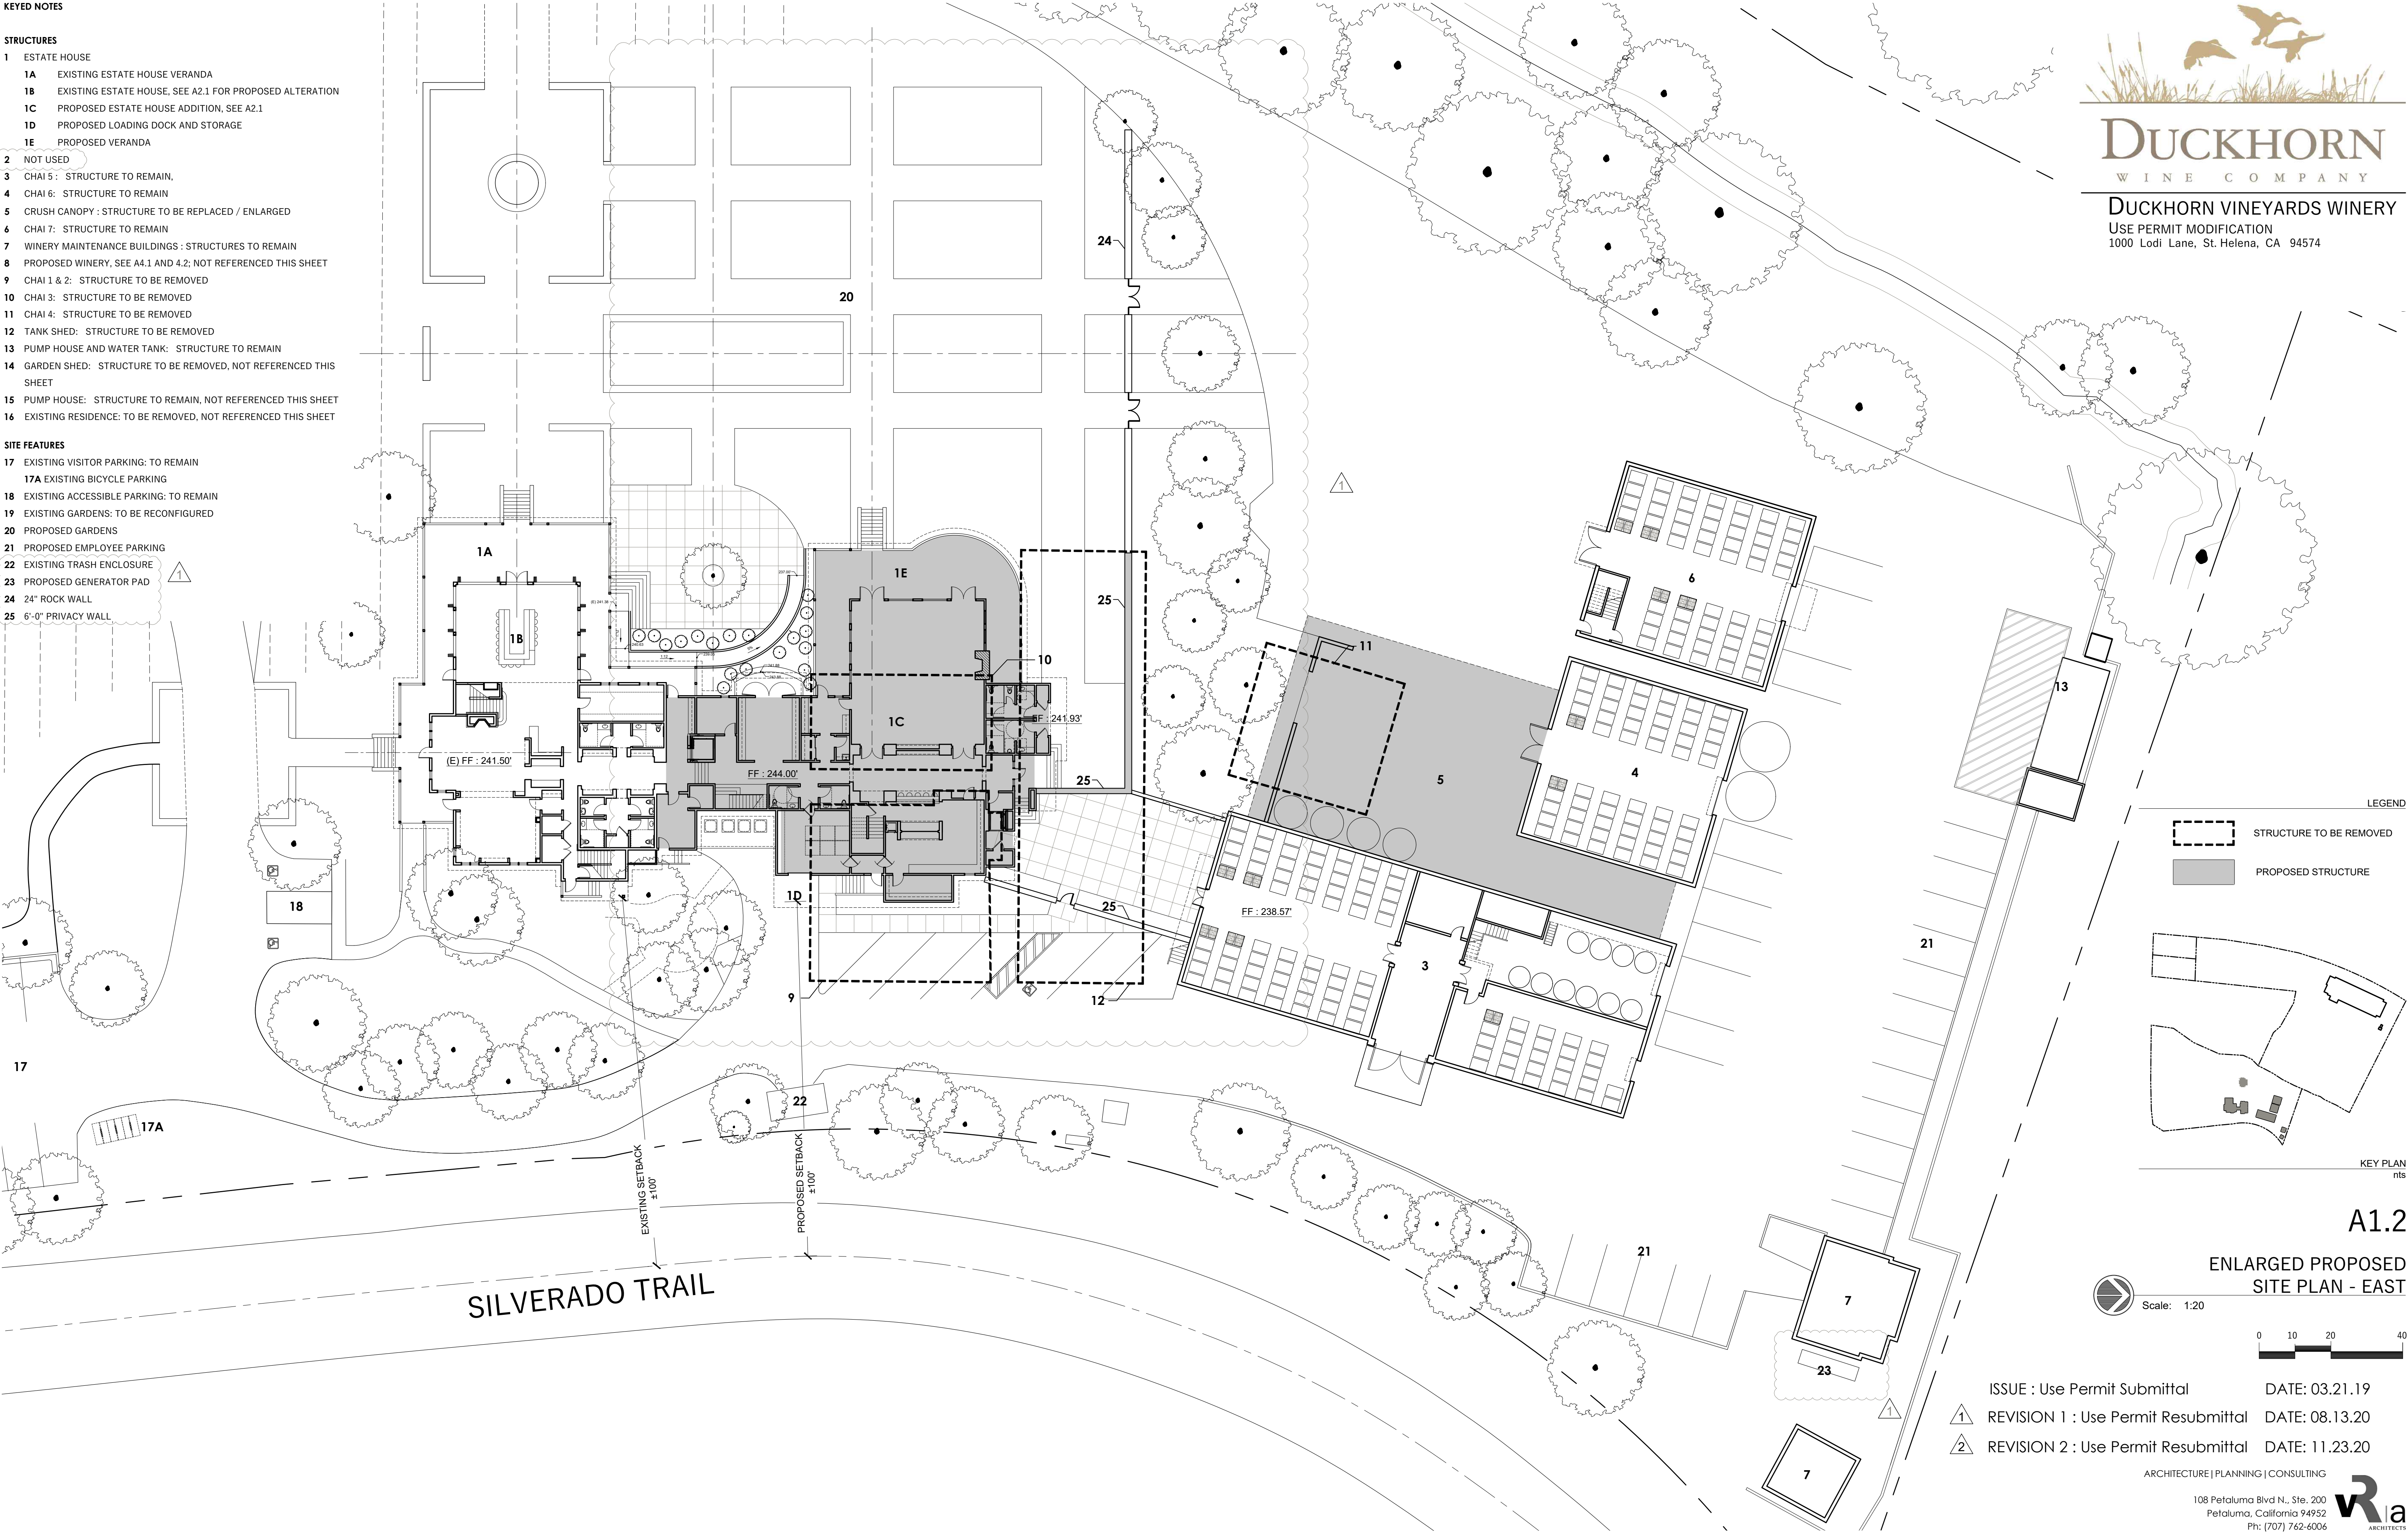 KEYED NOTES
STRUCTURES
1 ESTATE HOUSE
1A EXISTING ESTATE HOUSE VERANDA
1B EXISTING ESTATE HOUSE, SEE A2.1 FOR PROPOSED ALTERATION
1C PROPOSED ESTATE HOUSE ADDITION, SEE A2.1
1D PROPOSED LOADING DOCK AND STORAGE
1E PROPOSED VERANDA
2 NOT USED
3 CHAI 5 : STRUCTURE TO REMAIN,
4 CHAI 6: STRUCTURE TO REMAIN
5 CRUSH CANOPY : STRUCTURE TO BE REPLACED / ENLARGED
6 CHAI 7: STRUCTURE TO REMAIN
7 WINERY MAINTENANCE BUILDINGS : STRUCTURES TO REMAIN
8 PROPOSED WINERY, SEE A4.1 AND 4.2; NOT REFERENCED THIS SHEET
9 CHAI 1 & 2: STRUCTURE TO BE REMOVED
10 CHAI 3: STRUCTURE TO BE REMOVED
11 CHAI 4: STRUCTURE TO BE REMOVED
12 TANK SHED: STRUCTURE TO BE REMOVED
13 PUMP HOUSE AND WATER TANK: STRUCTURE TO REMAIN
14 GARDEN SHED: STRUCTURE TO BE REMOVED, NOT REFERENCED THIS
SHEET
15 PUMP HOUSE: STRUCTURE TO REMAIN, NOT REFERENCED THIS SHEET
16 EXISTING RESIDENCE: TO BE REMOVED, NOT REFERENCED THIS SHEET
SITE FEATURES
17 EXISTING VISITOR PARKING: TO REMAIN
17A EXISTING BICYCLE PARKING
18 EXISTING ACCESSIBLE PARKING: TO REMAIN
19 EXISTING GARDENS: TO BE RECONFIGURED
20 PROPOSED GARDENS
21 PROPOSED EMPLOYEE PARKING
22 EXISTING TRASH ENCLOSURE
23 PROPOSED GENERATOR PAD
24 24" ROCK WALL
25 6'-0" PRIVACY WALL
1
DUCKHORN
WINE COMPANY
DUCKHORN VINEYARDS WINERY
USE PERMIT MODIFICATION
1000 Lodi Lane, St. Helena, CA 94574
24
20
1
1A
1E
6
25
1B
11
10
13
1C
FF : 241.93'
(E) FF : 241.50'
FF : 244.00'
25
5
4
18
1D
25
FF : 238.57'
3
21
9
12
17
22
17A
EXISTING SETBACK
±100'
PROPOSED SETBACK
±100'
SILVERADO TRAIL
21
7
23
1
7
LEGEND
STRUCTURE TO BE REMOVED
PROPOSED STRUCTURE
KEY PLAN
nts
A1.2
ENLARGED PROPOSED
SITE PLAN - EAST
Scale: 1:20
0 10 20 40
ISSUE : Use Permit Submittal DATE: 03.21.19
1 REVISION 1 : Use Permit Resubmittal DATE: 08.13.20
2 REVISION 2 : Use Permit Resubmittal DATE: 11.23.20
ARCHITECTURE | PLANNING | CONSULTING
108 Petaluma Blvd N., Ste. 200
Petaluma, California 94952
Ph: (707) 762-6006
vR|a
ARCHITECTS